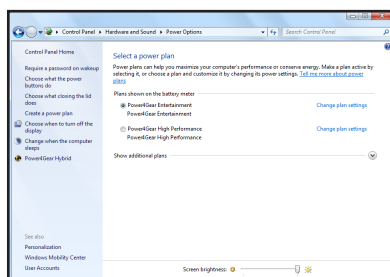 Control Panel
Hardware and Sound
Power Options
Search Control Panel
Control Panel Home
Require a password on wakeup
Choose what the power
buttons do
Choose what closing the lid
does
Create a power plan
Choose when to turn off the
display
Change when the computer
sleeps
Power4Gear Hybrid
See also
Personalization
Windows Mobility Center
User Accounts
Select a power plan
Power plans can help you maximize your computer's performance or conserve energy. Make a plan active by
selecting it, or choose a plan and customize it by changing its power settings. Tell me more about power
plans
Plans shown on the battery meter
Power4Gear Entertainment
Change plan settings
Power4Gear Entertainment
Power4Gear High Performance
Change plan settings
Power4Gear High Performance
Show additional plans
Screen brightness: